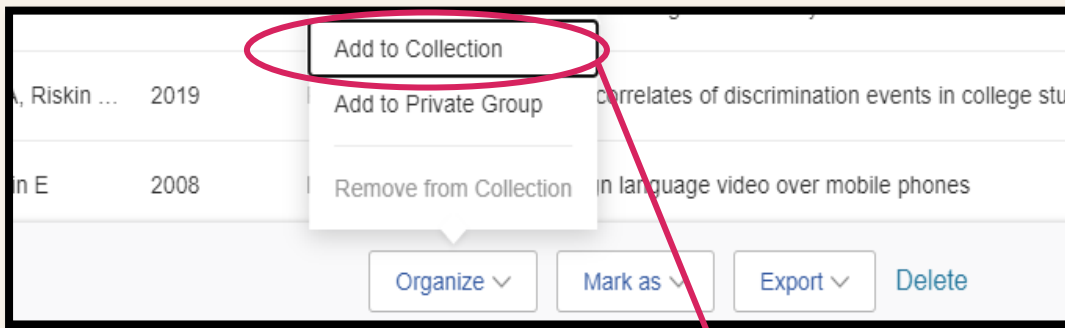 Add to Collection
, Riskin ... 2019 correlates of discrimination events in college stu
Add to Private Group
in E 2008 Remove from Collection gn language video over mobile phones
Organize Mark as Export Delete